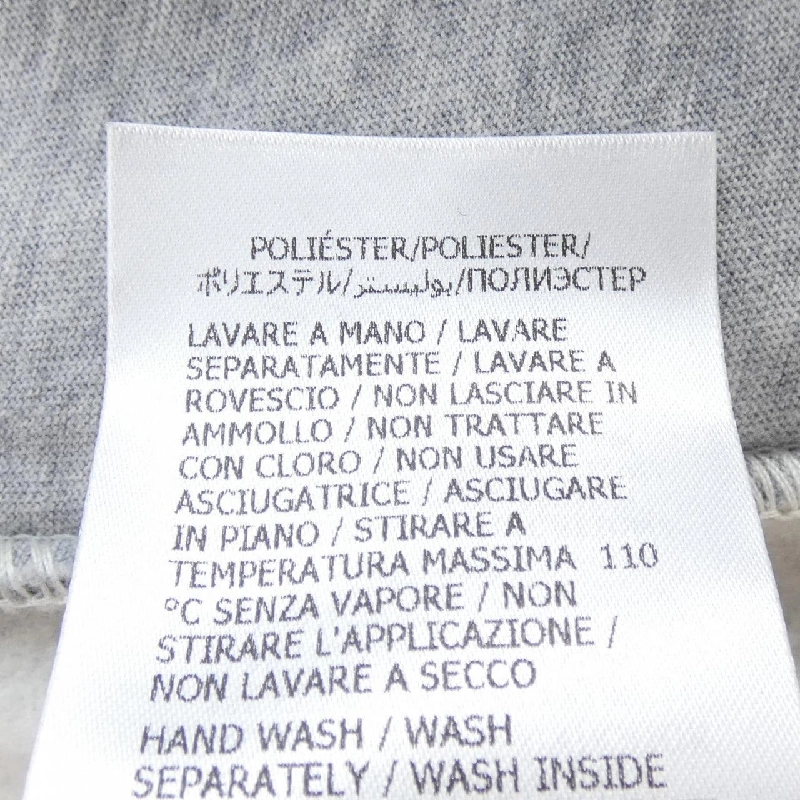 POLIÉSTER/POLIESTER/
ポリエステル/بوليستر/ПОЛИЭСТЕР
LAVARE A MANO / LAVARE
SEPARATAMENTE / LAVARE A
ROVESCIO / NON LASCIARE IN
AMMOLLO / NON TRATTARE
CON CLORO / NON USARE
ASCIUGATRICE / ASCIUGARE
IN PIANO / STIRARE A
TEMPERATURA MASSIMA 110
°C SENZA VAPORE / NON
STIRARE L'APPLICAZIONE /
NON LAVARE A SECCO
HAND WASH / WASH
SEPARATELY / WASH INSIDE